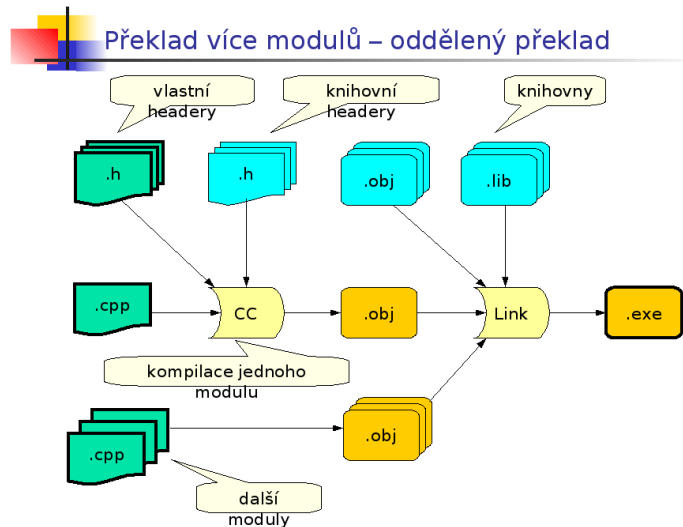 Překlad více modulů – oddělený překlad
vlastní
headery
knihovní
headery
knihovny
.h
.h
.obj
.lib
.cpp
CC
.obj
Link
.exe
kompilace jednoho
modulu
.cpp
.obj
další
moduly